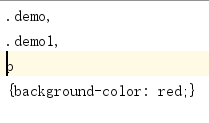 .demo,
.demo1,
p
{background-color: red;}